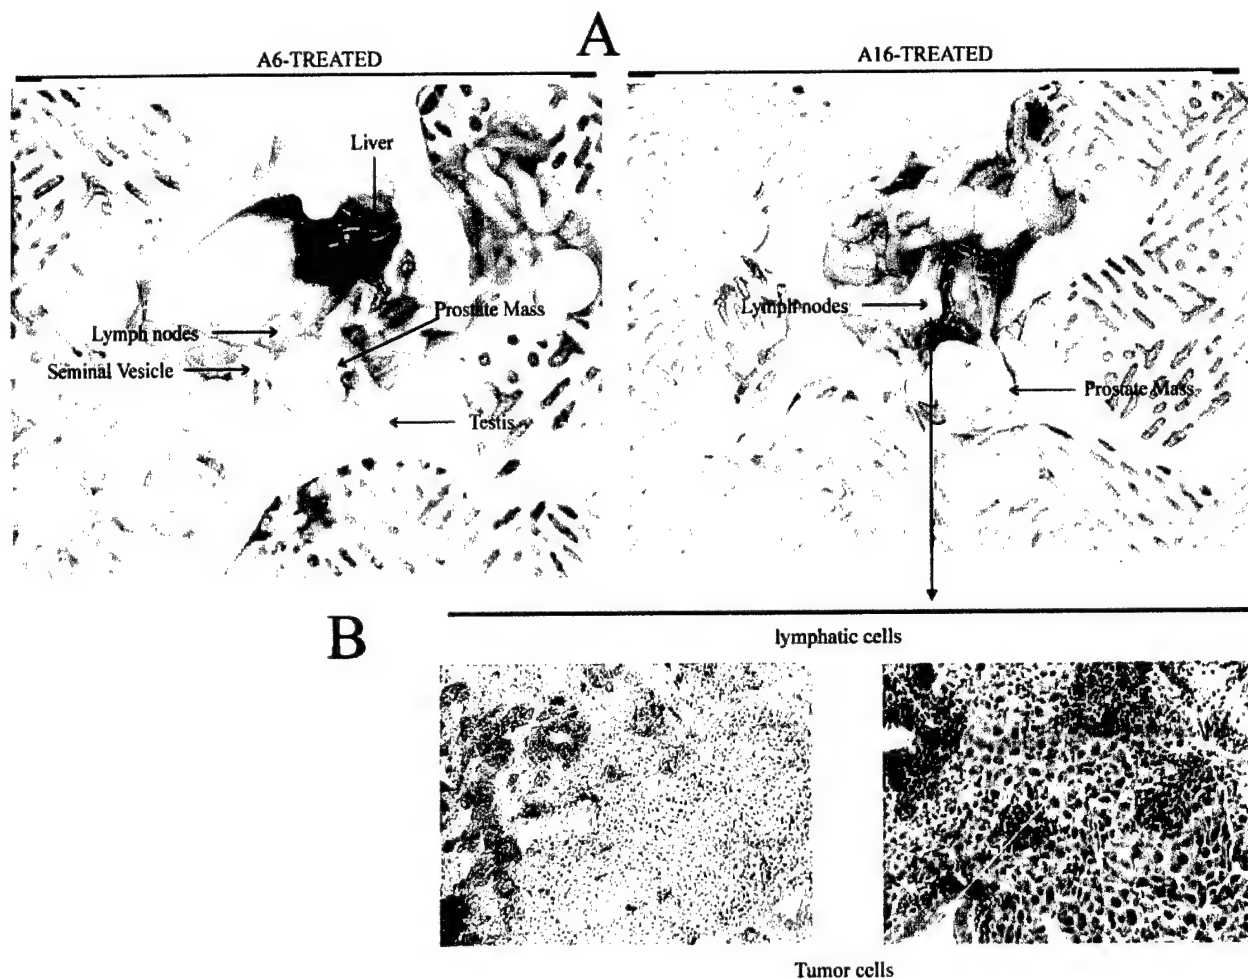 A
A6-TREATED
A16-TREATED
Liver
Prostate Mass
Lymph nodes
Seminal Vesicle
Testis
Lymph nodes
Prostate Mass
B
lymphatic cells
Tumor cells